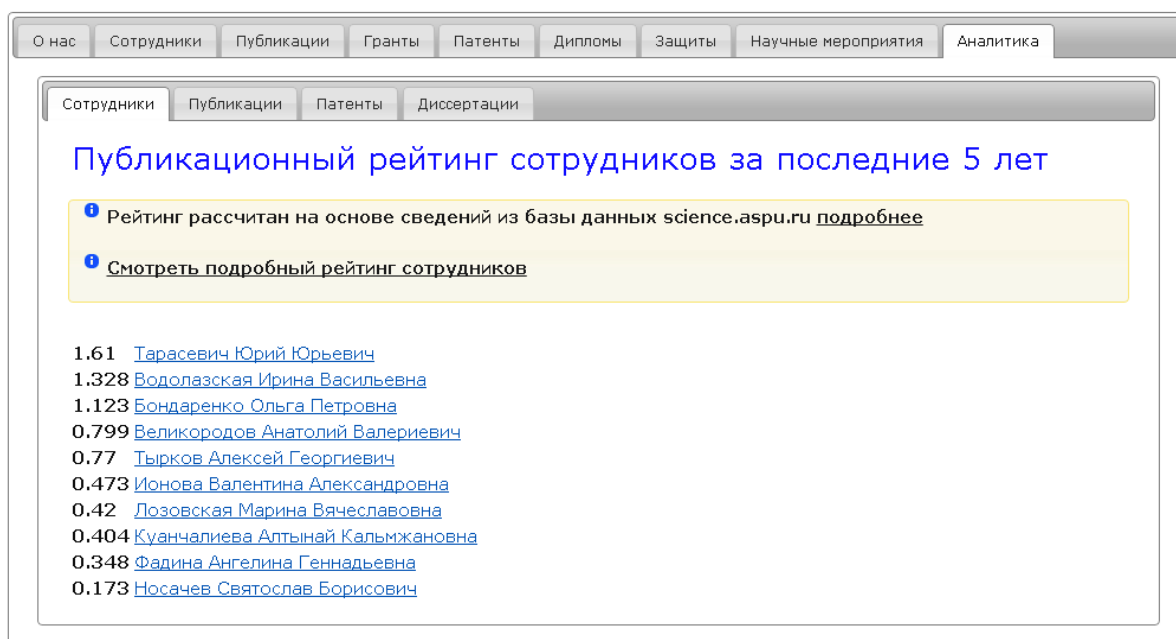 О нас Сотрудники Публикации Гранты Патенты Дипломы Защиты Научные мероприятия Аналитика
Сотрудники Публикации Патенты Диссертации
Публикационный рейтинг сотрудников за последние 5 лет
Рейтинг рассчитан на основе сведений из базы данных science.aspu.ru подробнее
Смотреть подробный рейтинг сотрудников
1.61 Тарасевич Юрий Юрьевич
1.328 Водолазская Ирина Васильевна
1.123 Бондаренко Ольга Петровна
0.799 Великородов Анатолий Валериевич
0.77 Тырков Алексей Георгиевич
0.473 Ионова Валентина Александровна
0.42 Лозовская Марина Вячеславовна
0.404 Куанчалиева Алтынай Кальмжановна
0.348 Фадина Ангелина Геннадьевна
0.173 Носачев Святослав Борисович